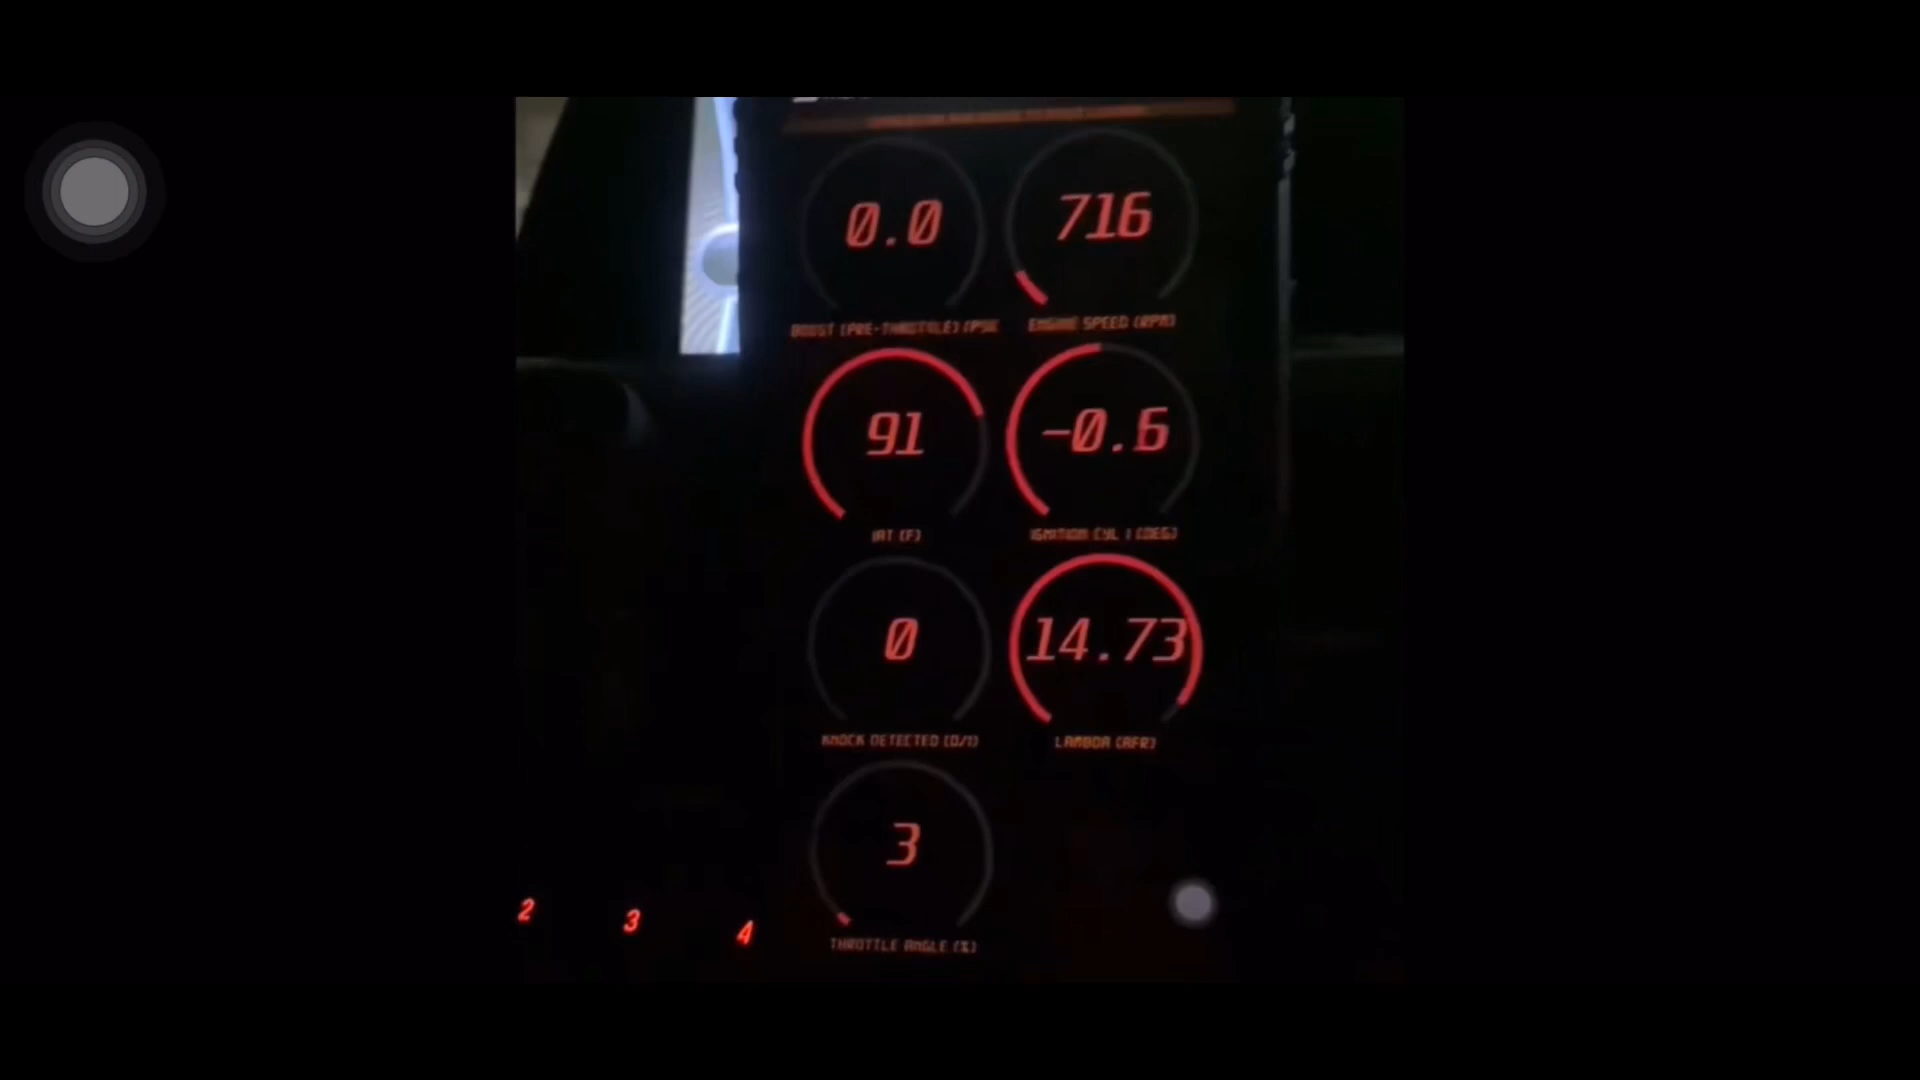 0.0
716
BOOST (PRE-THROTTLE) (PSI
ENGINE SPEED (RPM)
91
-0.6
IAT (F)
IGNITION CYL 1 (DEG)
0
14.73
KNOCK DETECTED (0/1)
LAMBDA (AFR)
3
THROTTLE ANGLE (%)
2 3 4